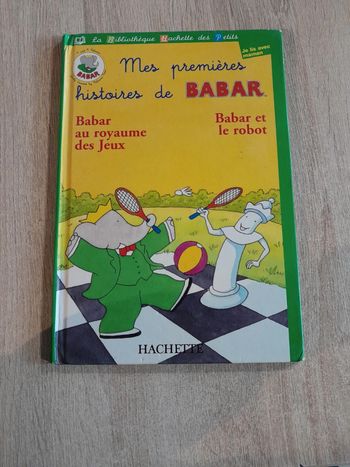 La Bibliothèque Hachette des Petits
Je lis avec
maman
BABAR
Mes premières
histoires de BABAR
Babar
au royaume
des Jeux
Babar et
le robot
HACHETTE